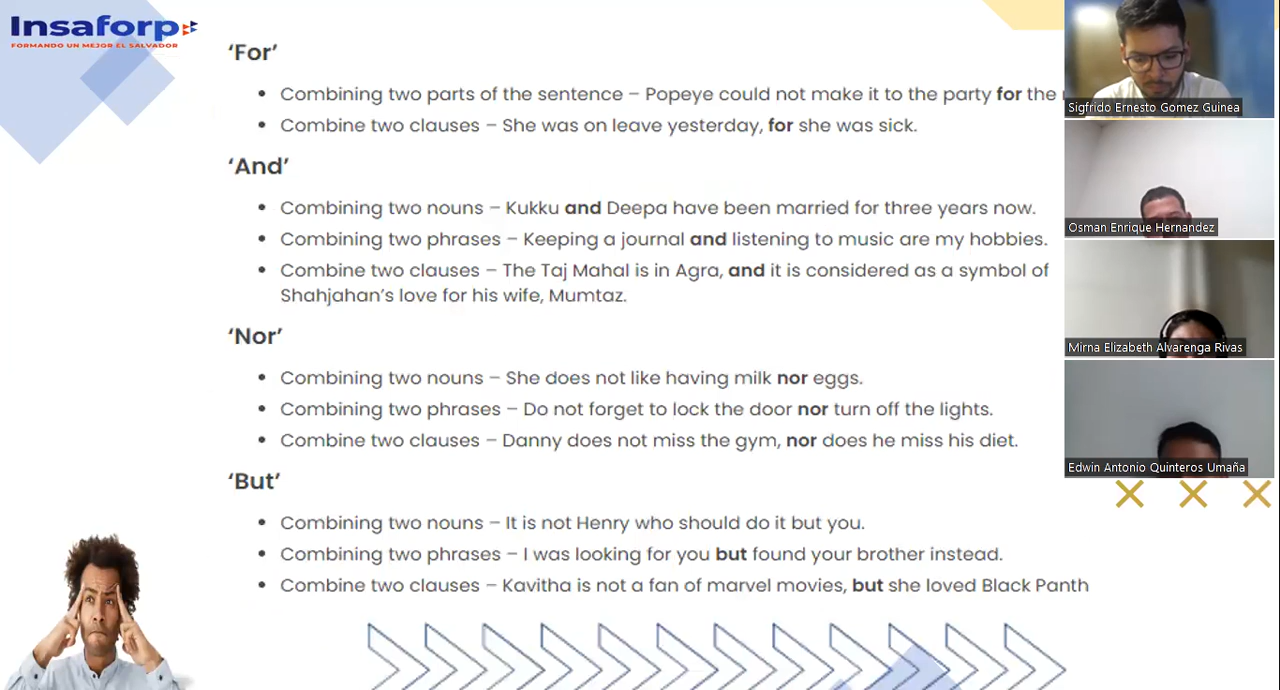 Insaforp
FORMANDO UN MEJOR EL SALVADOR
‘For’
• Combining two parts of the sentence – Popeye could not make it to the party for the
• Combine two clauses – She was on leave yesterday, for she was sick.
‘And’
• Combining two nouns – Kukku and Deepa have been married for three years now.
• Combining two phrases – Keeping a journal and listening to music are my hobbies.
• Combine two clauses – The Taj Mahal is in Agra, and it is considered as a symbol of
Shahjahan’s love for his wife, Mumtaz.
‘Nor’
• Combining two nouns – She does not like having milk nor eggs.
• Combining two phrases – Do not forget to lock the door nor turn off the lights.
• Combine two clauses – Danny does not miss the gym, nor does he miss his diet.
‘But’
• Combining two nouns – It is not Henry who should do it but you.
• Combining two phrases – I was looking for you but found your brother instead.
• Combine two clauses – Kavitha is not a fan of marvel movies, but she loved Black Panth
Sigfrido Ernesto Gomez Guinea
Osman Enrique Hernandez
Mirna Elizabeth Alvarenga Rivas
Edwin Antonio Quinteros Umaña